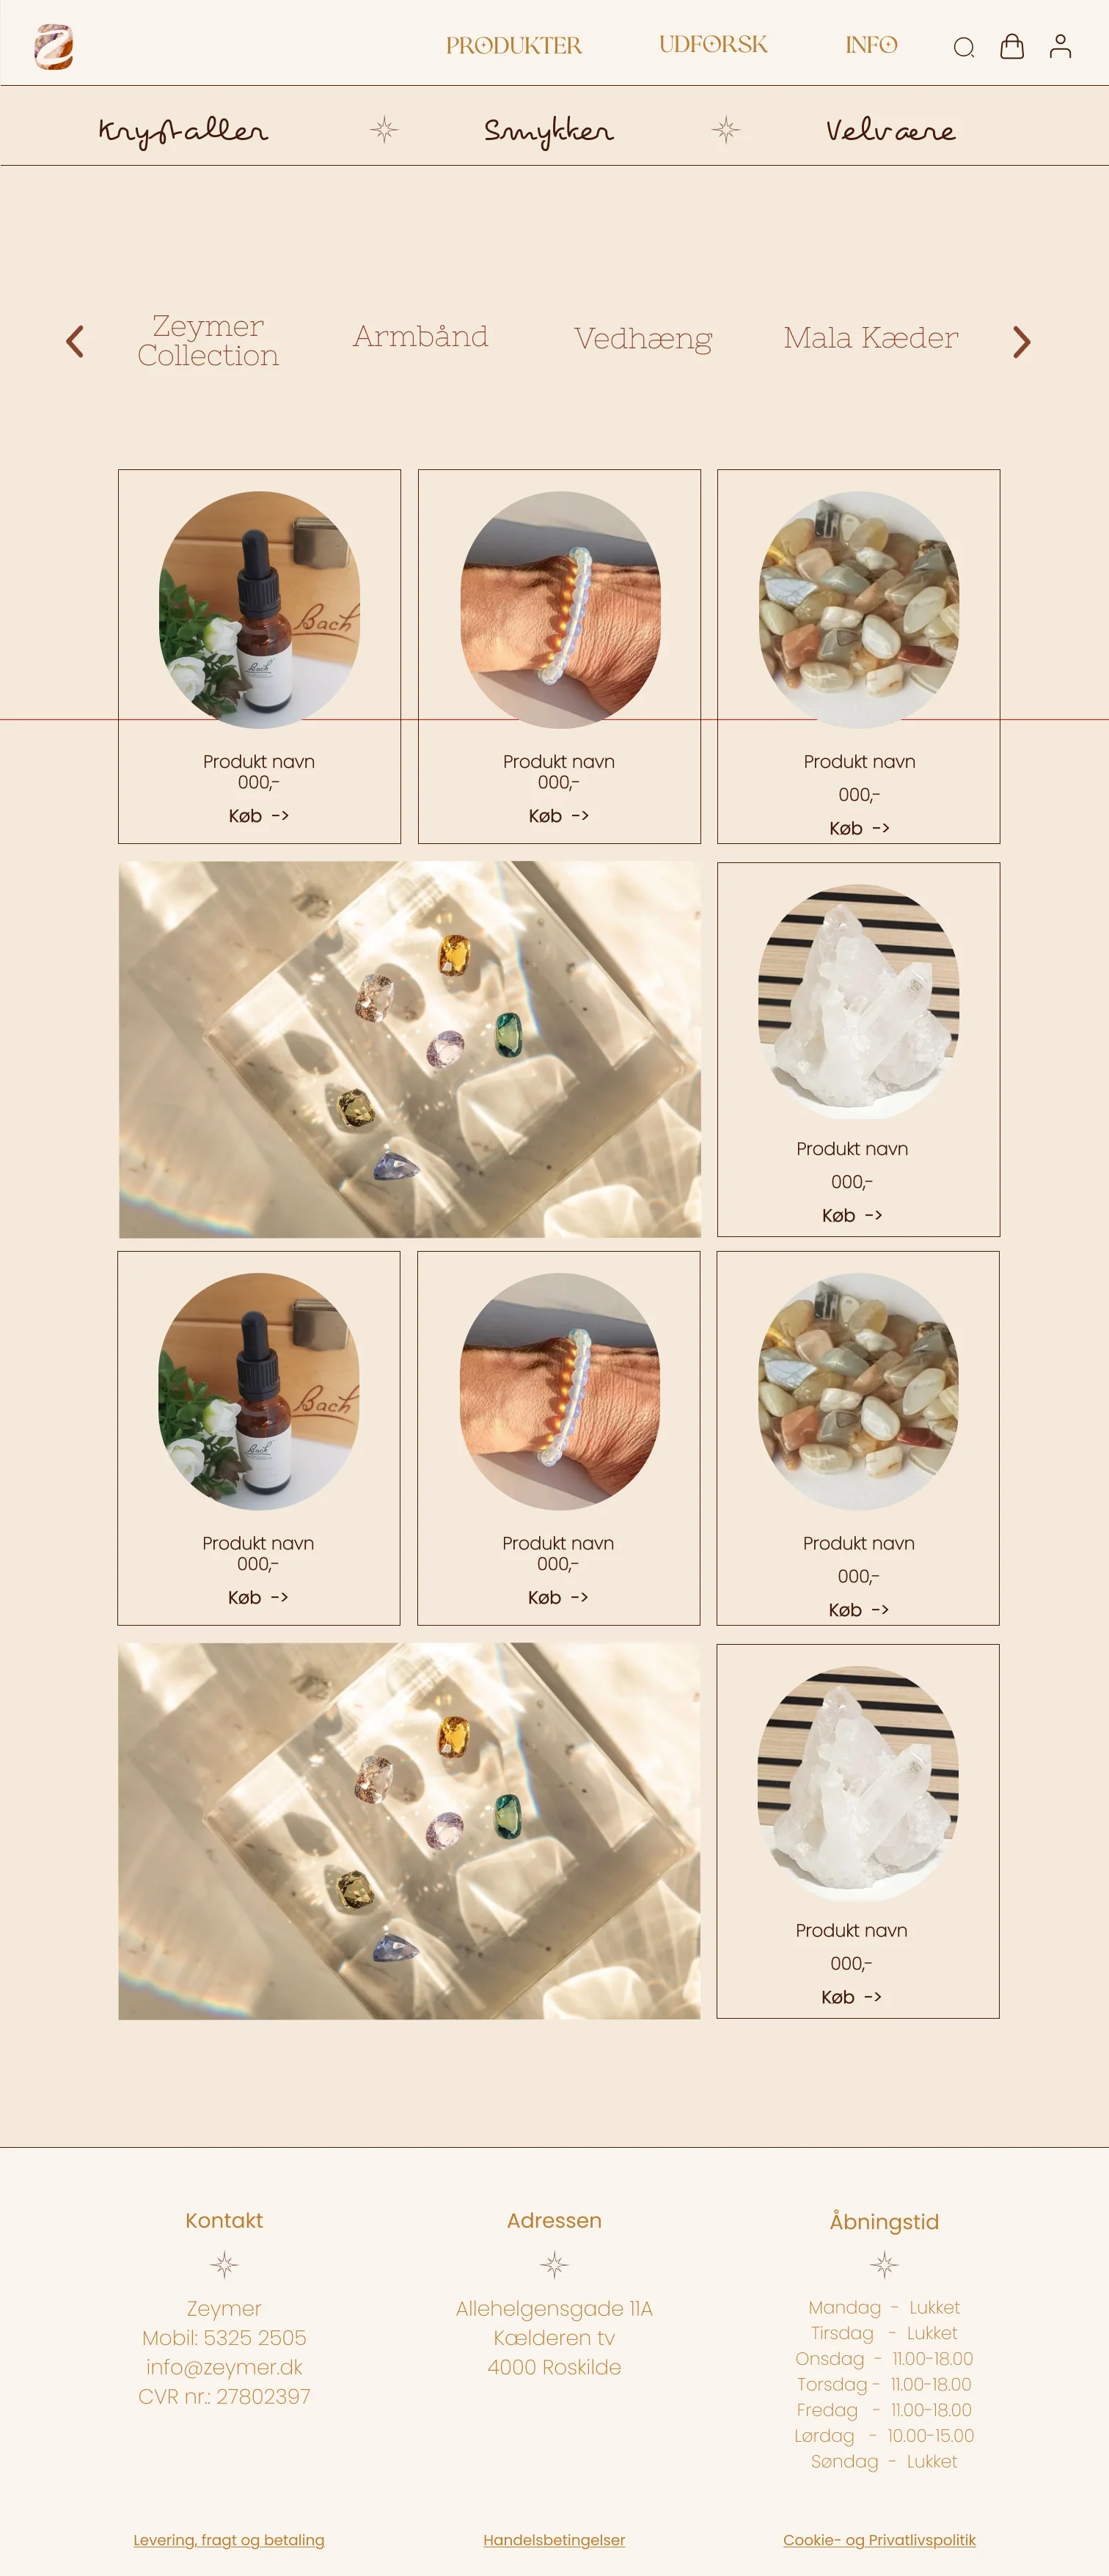 Z
PRODUKTER UDFORSK INFO
Krystaller Smykker Velvære
Zeymer
Collection
Armbånd
Vedhæng
Mala Kæder
Bach
Bach
Produkt navn
000,-
Køb ->
Produkt navn
000,-
Køb ->
Produkt navn
000,-
Køb ->
Produkt navn
000,-
Køb ->
Bach
Bach
Produkt navn
000,-
Køb ->
Produkt navn
000,-
Køb ->
Produkt navn
000,-
Køb ->
Produkt navn
000,-
Køb ->
Kontakt
Zeymer
Mobil: 5325 2505
info@zeymer.dk
CVR nr.: 27802397
Adressen
Allehelgensgade 11A
Kælderen tv
4000 Roskilde
Åbningstid
Mandag - Lukket
Tirsdag - Lukket
Onsdag - 11.00-18.00
Torsdag - 11.00-18.00
Fredag - 11.00-18.00
Lørdag - 10.00-15.00
Søndag - Lukket
Levering, fragt og betaling
Handelsbetingelser
Cookie- og Privatlivspolitik